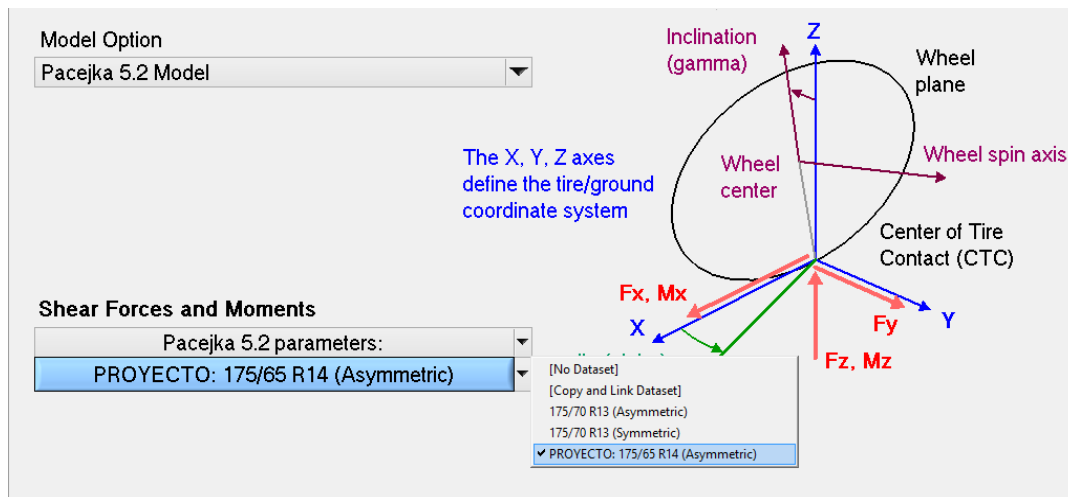 Model Option
Pacejka 5.2 Model
Inclination
(gamma)
Z
Wheel
plane
The X, Y, Z axes
define the tire/ground
coordinate system
Wheel
center
Wheel spin axis
Center of Tire
Contact (CTC)
Shear Forces and Moments
Fx, Mx
X
Fy
Y
Fz, Mz
Pacejka 5.2 parameters:
PROYECTO: 175/65 R14 (Asymmetric)
[No Dataset]
[Copy and Link Dataset]
175/70 R13 (Asymmetric)
175/70 R13 (Symmetric)
PROYECTO: 175/65 R14 (Asymmetric)